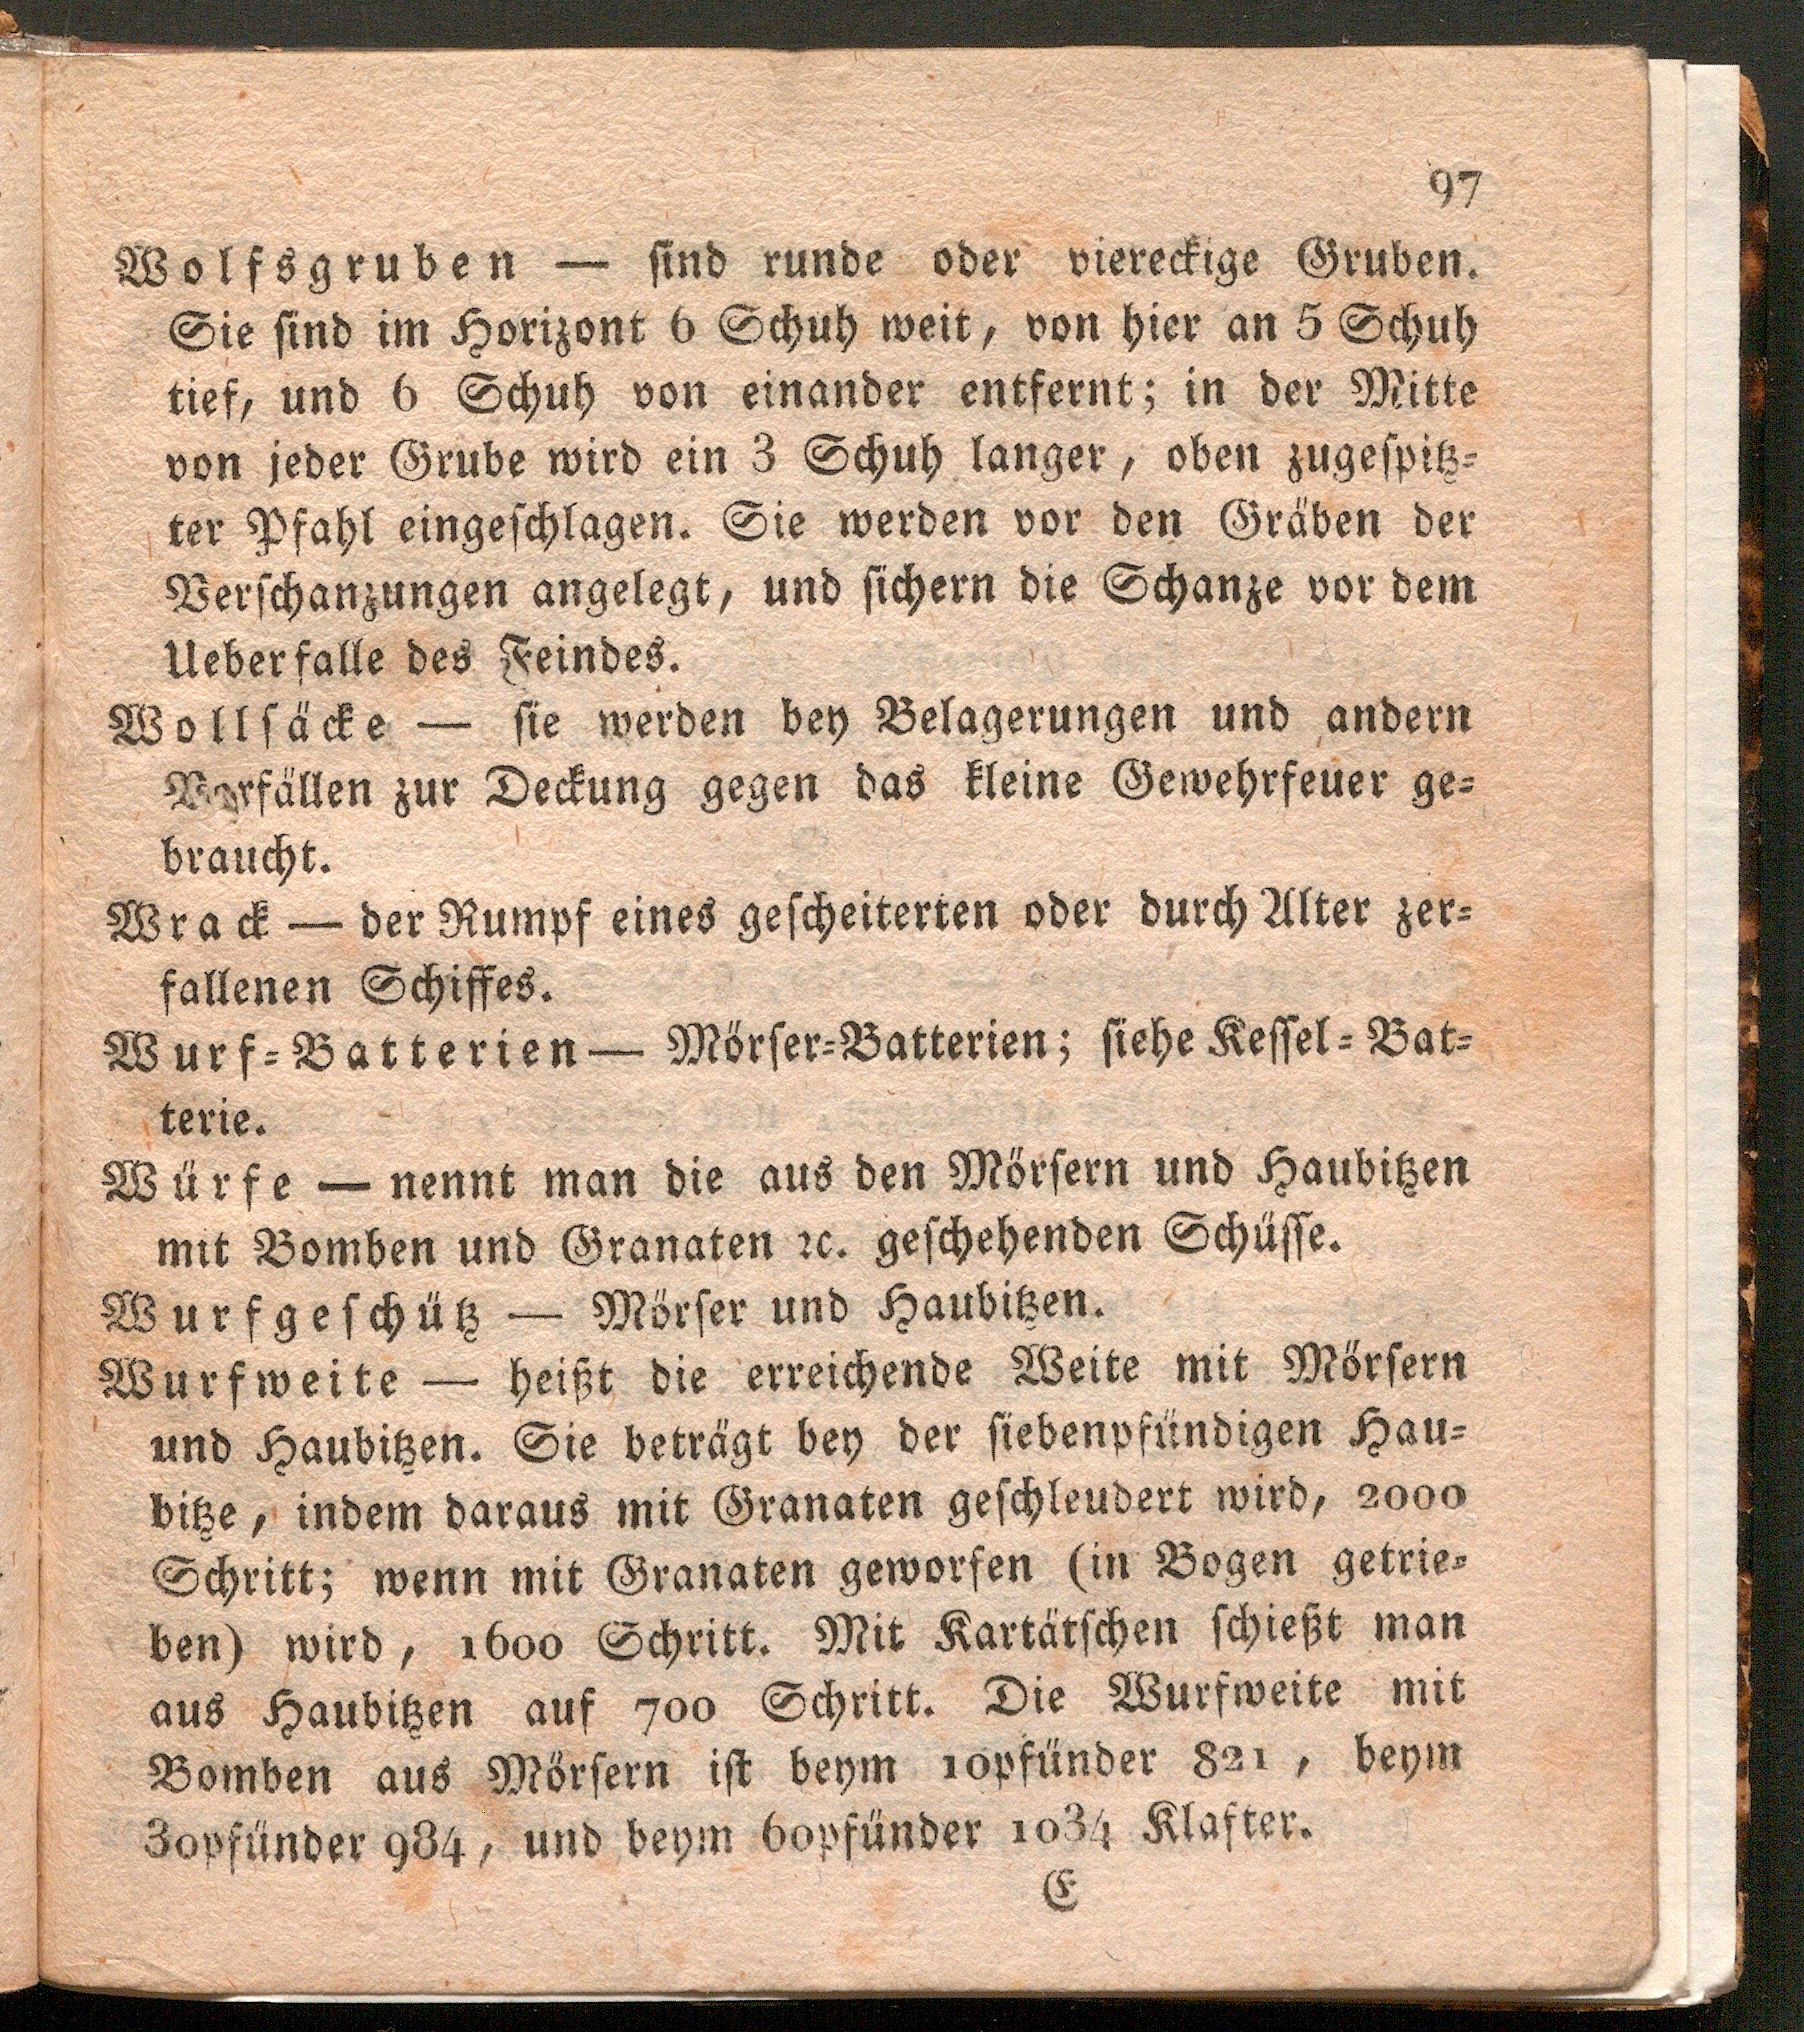 97
Wolfsgruben — ſind runde oder viereckige Gruben.
Sie ſind im Horizont 6 Schuh weit, von hier an 5 Schuh
tief, und 6 Schuh von einander entfernt; in der Mitte
von jeder Grube wird ein 3 Schuh langer, oben zugeſpitz⸗
ter Pfahl eingeſchlagen. Sie werden vor den Gräben der
Verſchanzungen angelegt, und ſichern die Schanze vor dem
Ueberfalle des Feindes.
Wollſäcke — ſie werden bey Belagerungen und andern
Vorfällen zur Deckung gegen das kleine Gewehrfeuer ge⸗
braucht.
Wrack — der Rumpf eines geſcheiterten oder durch Alter zer⸗
fallenen Schiffes.
Wurf⸗Batterien — Mörſer⸗Batterien; ſiehe Keſſel⸗Bat⸗
terie.
Würfe — nennt man die aus den Mörſern und Haubitzen
mit Bomben und Granaten ꝛc. geſchehenden Schüſſe.
Wurfgeſchütz — Mörſer und Haubitzen.
Wurfweite — heißt die erreichende Weite mit Mörſern
und Haubitzen. Sie beträgt bey der ſiebenpfündigen Hau⸗
bitze, indem daraus mit Granaten geſchleudert wird, 2000
Schritt; wenn mit Granaten geworfen (in Bogen getrie⸗
ben) wird, 1600 Schritt. Mit Kartätſchen ſchießt man
aus Haubitzen auf 700 Schritt. Die Wurfweite mit
Bomben aus Mörſern iſt beym 10pfünder 821, beym
30pfünder 984, und beym 60pfünder 1034 Klafter.
E